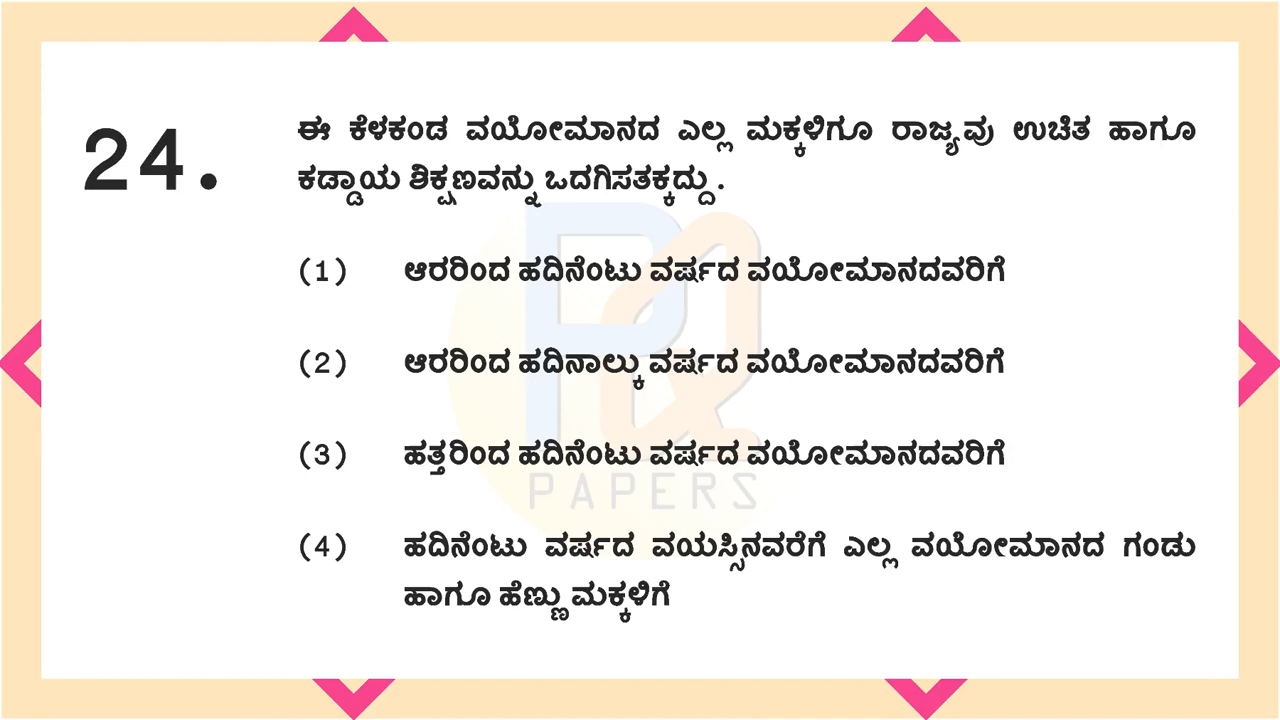 24. ಈ ಕೆಳಕಂಡ ವಯೋಮಾನದ ಎಲ್ಲ ಮಕ್ಕಳಿಗೂ ರಾಜ್ಯವು ಉಚಿತ ಹಾಗೂ
ಕಡ್ಡಾಯ ಶಿಕ್ಷಣವನ್ನು ಒದಗಿಸತಕ್ಕದ್ದು.
(1) ಆರರಿಂದ ಹದಿನೆಂಟು ವರ್ಷದ ವಯೋಮಾನದವರಿಗೆ
(2) ಆರರಿಂದ ಹದಿನಾಲ್ಕು ವರ್ಷದ ವಯೋಮಾನದವರಿಗೆ
(3) ಹತ್ತರಿಂದ ಹದಿನೆಂಟು ವರ್ಷದ ವಯೋಮಾನದವರಿಗೆ
PAPERS
(4) ಹದಿನೆಂಟು ವರ್ಷದ ವಯಸ್ಸಿನವರೆಗೆ ಎಲ್ಲ ವಯೋಮಾನದ ಗಂಡು
ಹಾಗೂ ಹೆಣ್ಣು ಮಕ್ಕಳಿಗೆ